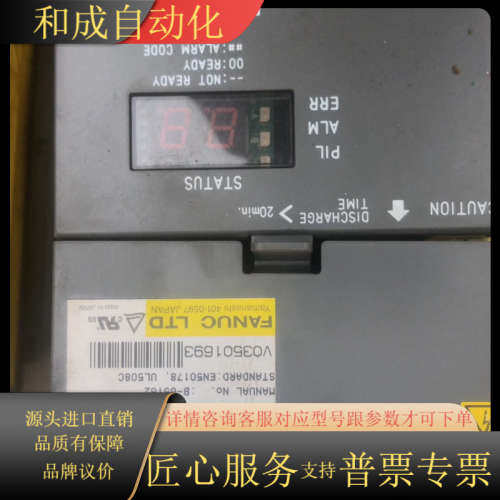 和成自动化
MANUAL No. :B-65162
STANDARD:EN50178, UL508C
V03501693
FANUC LTD
Yamanashi 401-0597 JAPAN
CAUTION
DISCHARGE
TIME
> 20min.
STATUS
PIL
ALM
ERR
--:NOT READY
00:READY
##:ALARM CODE
源头进口直销
品质有保障
品牌议价
详情咨询客服对应型号跟参数才可下单
匠心服务支持普票专票